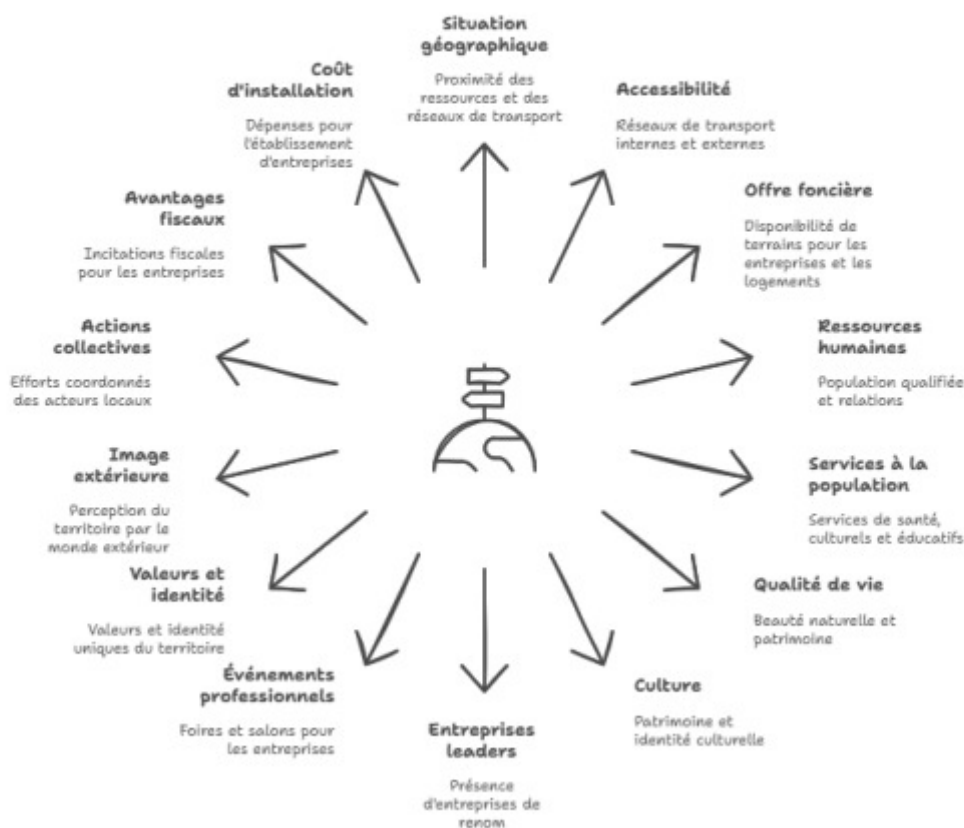 Situation
géographique
Proximité des
ressources et des
réseaux de transport
Accessibilité
Réseaux de transport
internes et externes
Offre foncière
Disponibilité de
terrains pour les
entreprises et les
logements
Ressources
humaines
Population qualifiée
et relations
Services à la
population
Services de santé,
culturels et éducatifs
Qualité de vie
Beauté naturelle et
patrimoine
Culture
Patrimoine et
identité culturelle
Entreprises
leaders
Présence
d'entreprises de
renom
Événements
professionnels
Foires et salons pour
les entreprises
Valeurs et
identité
Valeurs et identité
uniques du territoire
Image
extérieure
Perception du
territoire par le
monde extérieur
Actions
collectives
Efforts coordonnés
des acteurs locaux
Avantages
fiscaux
Incitations fiscales
pour les entreprises
Coût
d'installation
Dépenses pour
l'établissement
d'entreprises